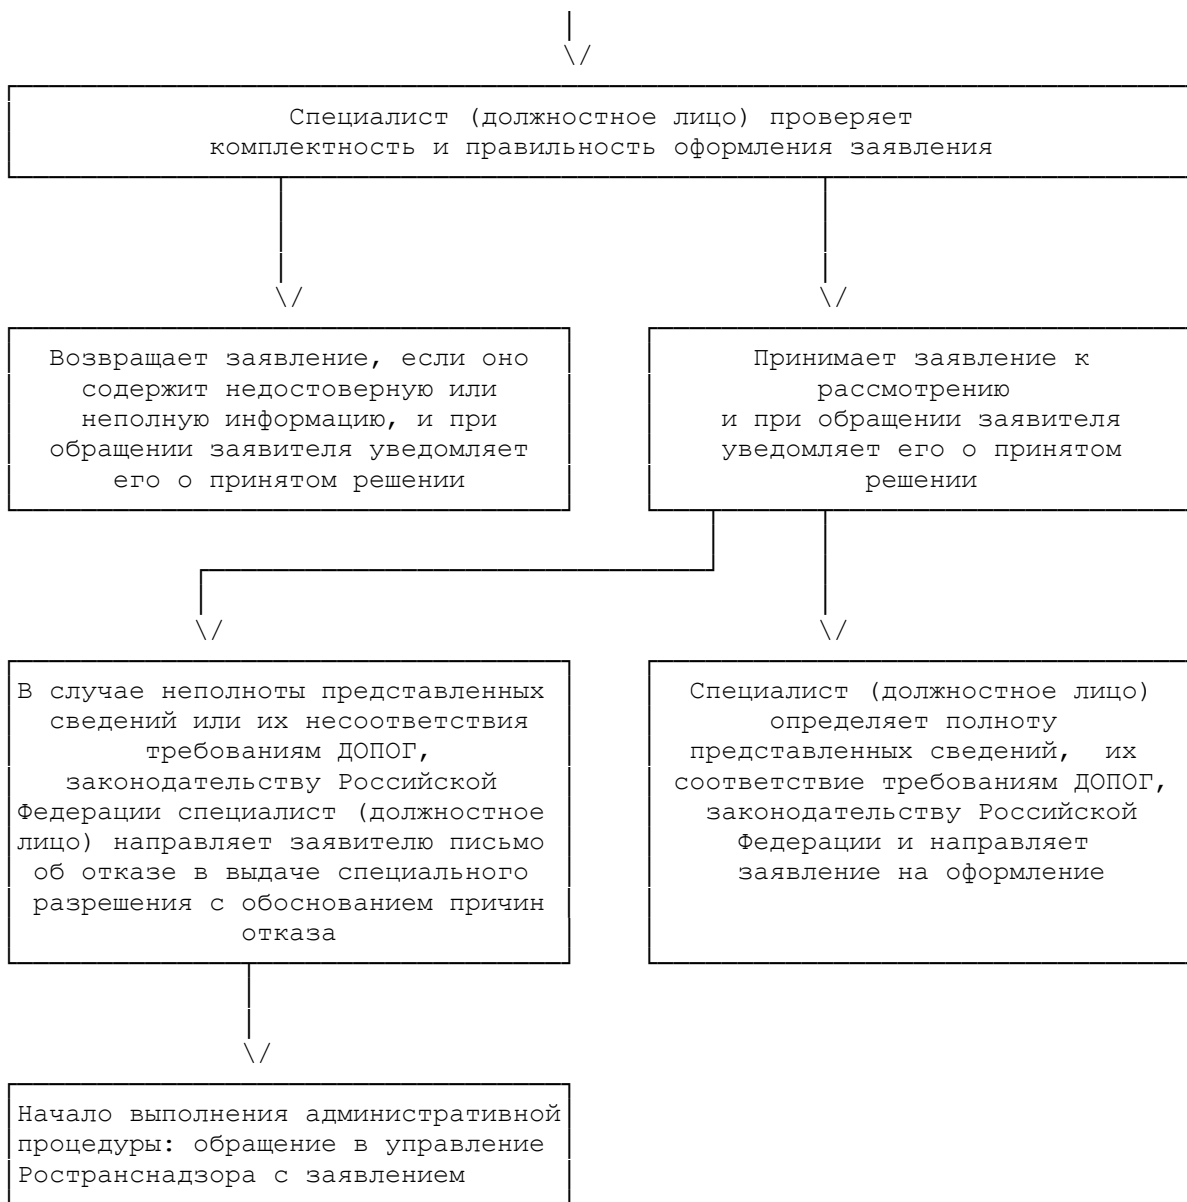 Специалист (должностное лицо) проверяет
комплектность и правильность оформления заявления
Возвращает заявление, если оно
содержит недостоверную или
неполную информацию, и при
обращении заявителя уведомляет
его о принятом решении
Принимает заявление к
рассмотрению
и при обращении заявителя
уведомляет его о принятом
решении
В случае неполноты представленных
сведений или их несоответствия
требованиям ДОПОГ,
законодательству Российской
Федерации специалист (должностное
лицо) направляет заявителю письмо
об отказе в выдаче специального
разрешения с обоснованием причин
отказа
Специалист (должностное лицо)
определяет полноту
представленных сведений, их
соответствие требованиям ДОПОГ,
законодательству Российской
Федерации и направляет
заявление на оформление
Начало выполнения административной
процедуры: обращение в управление
Ространснадзора с заявлением